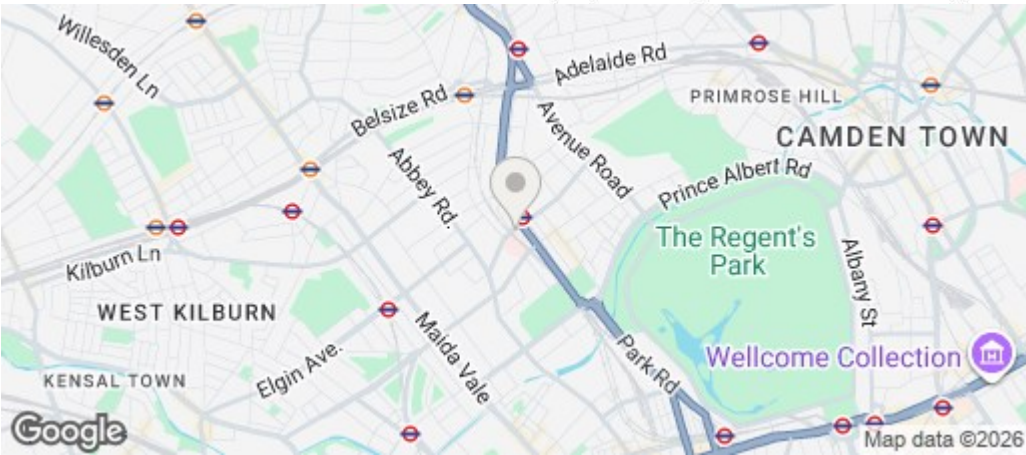 Willesden Ln
Adelaide Rd
Belsize Rd
PRIMROSE HILL
Avenue Road
CAMDEN TOWN
Abbey Rd.
Prince Albert Rd
The Regent's
Park
Albany St
Kilburn Ln
WEST KILBURN
Maida Vale
Elgin Ave.
Park Rd
Wellcome Collection
KENSAL TOWN
Google
Map data ©2026